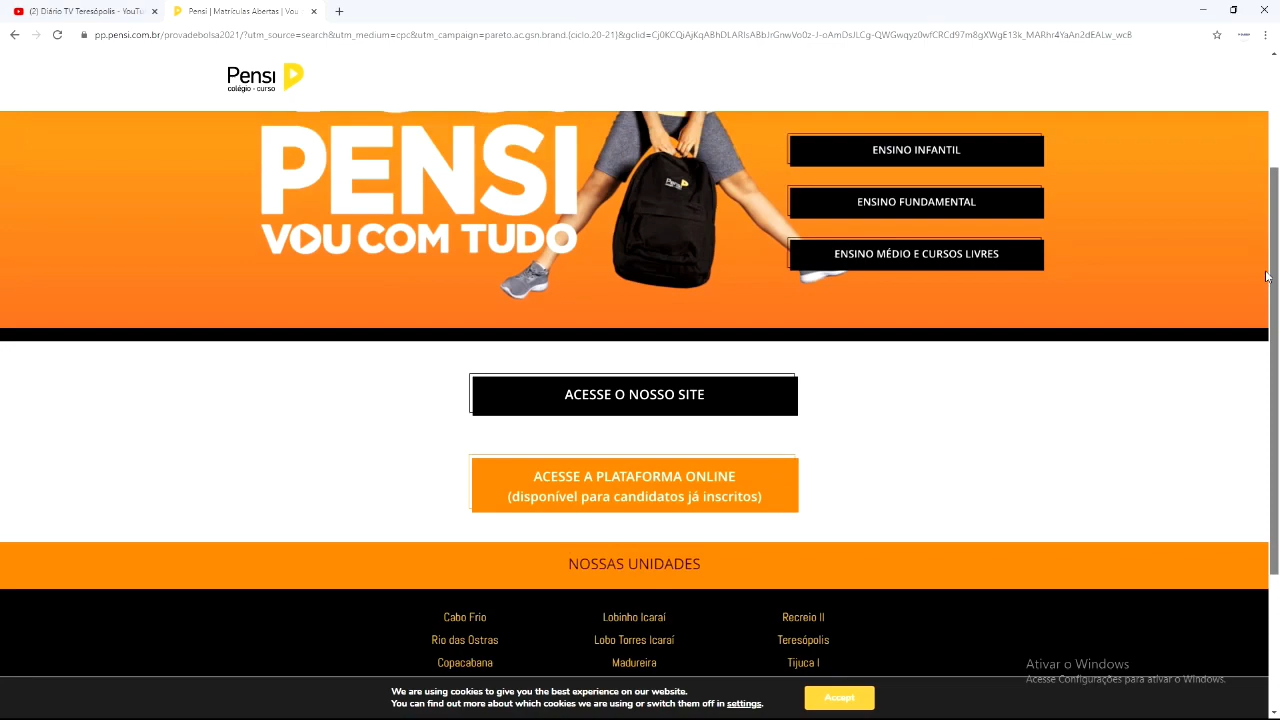 (2) Diário TV Teresópolis - YouTu
Pensi | Matrículas Abertas | Vou
pp.pensi.com.br/provadebolsa2021/?utm_source=search&utm_medium=cpc&utm_campaign=pareto.ac.gsn.brand.(ciclo.20-21)&gclid=Cj0KCQiAjKqABhDLARIsABbJrGnwVo0z-J-oAmDsJLCg-QWGwqyz0wfCRCd97m8gXWgE13k_MARhr4YaAn2dEALw_wcB
Pensi
colégio - curso
PENSI
VOU COM TUDO
Pensi
ENSINO INFANTIL
ENSINO FUNDAMENTAL
ENSINO MÉDIO E CURSOS LIVRES
ACESSE O NOSSO SITE
ACESSE A PLATAFORMA ONLINE
(disponível para candidatos já inscritos)
NOSSAS UNIDADES
Cabo Frio Lobinho Icaraí Recreio II
Rio das Ostras Lobo Torres Icaraí Teresópolis
Copacabana Madureira Tijuca I
Ativar o Windows
Acesse Configurações para ativar o Windows.
We are using cookies to give you the best experience on our website.
You can find out more about which cookies we are using or switch them off in settings.
Accept